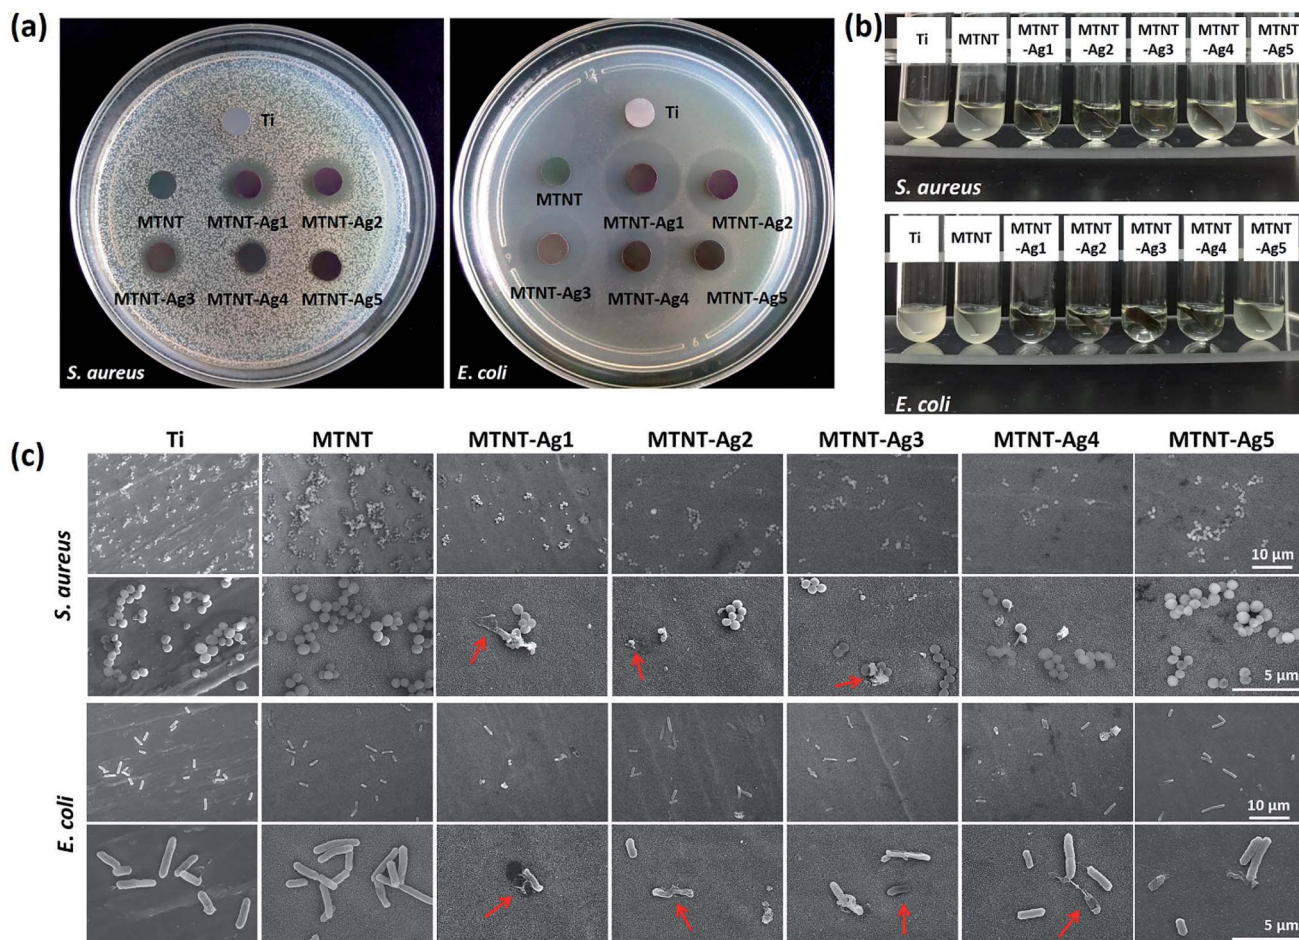 (a)
Ti
MTNT
MTNT-Ag1
MTNT-Ag2
MTNT-Ag3
MTNT-Ag4
MTNT-Ag5
S. aureus
12
Ti
MTNT
MTNT-Ag1
MTNT-Ag2
MTNT-Ag3
MTNT-Ag4
MTNT-Ag5
9
6
E. coli
(b)
Ti
MTNT
MTNT
-Ag1
MTNT
-Ag2
MTNT
-Ag3
MTNT
-Ag4
MTNT
-Ag5
S. aureus
Ti
MTNT
MTNT
-Ag1
MTNT
-Ag2
MTNT
-Ag3
MTNT
-Ag4
MTNT
-Ag5
E. coli
(c)
Ti
MTNT
MTNT-Ag1
MTNT-Ag2
MTNT-Ag3
MTNT-Ag4
MTNT-Ag5
S. aureus
10 μm
5 μm
E. coli
10 μm
5 μm